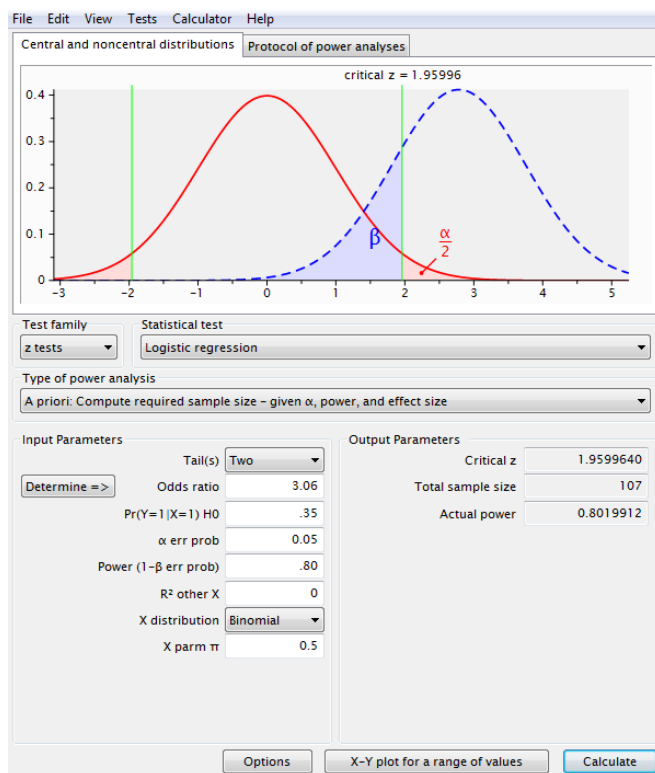 File Edit View Tests Calculator Help
Central and noncentral distributions Protocol of power analyses
critical z = 1.95996
0.4
0.3
0.2
0.1
0
β
α
2
-3 -2 -1 0 1 2 3 4 5
Test family Statistical test
z tests Logistic regression
Type of power analysis
A priori: Compute required sample size - given α, power, and effect size
Input Parameters
Tail(s) Two
Determine => Odds ratio 3.06
Pr(Y=1|X=1) H0 .35
α err prob 0.05
Power (1-β err prob) .80
R² other X 0
X distribution Binomial
X parm π 0.5
Output Parameters
Critical z 1.9599640
Total sample size 107
Actual power 0.8019912
Options X-Y plot for a range of values Calculate